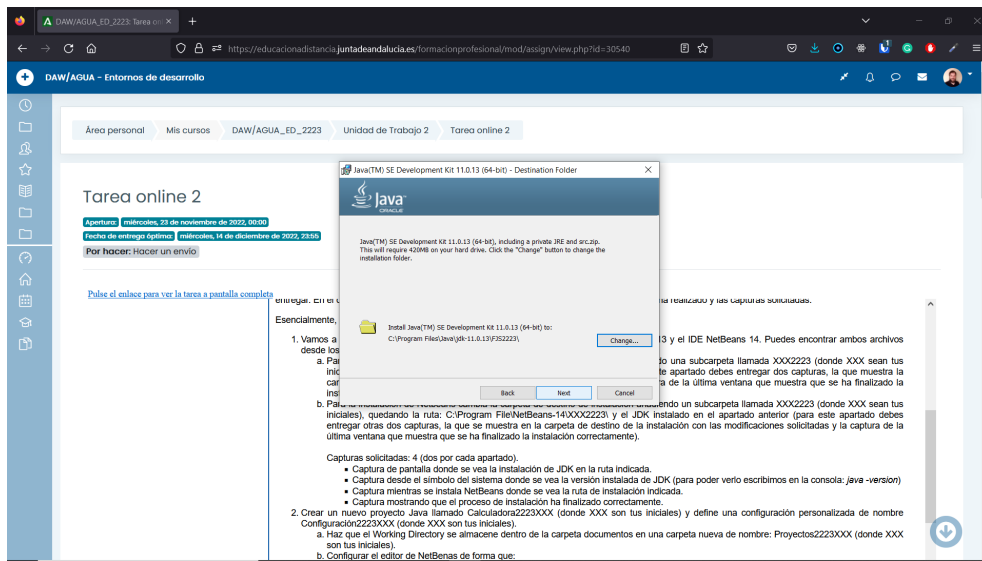 DAW/AGUA_ED_2223: Tarea onl
https://educacionadistancia.juntadeandalucia.es/formacionprofesional/mod/assign/view.php?id=30540
DAW/AGUA - Entornos de desarrollo
Área personal Mis cursos DAW/AGUA_ED_2223 Unidad de Trabajo 2 Tarea online 2
Tarea online 2
Apertura: miércoles, 23 de noviembre de 2022, 00:00
Fecha de entrega óptima: miércoles, 14 de diciembre de 2022, 23:55
Por hacer: Hacer un envío
Pulse el enlace para ver la tarea a pantalla completa
Java(TM) SE Development Kit 11.0.13 (64-bit) - Destination Folder
Java
ORACLE
Java(TM) SE Development Kit 11.0.13 (64-bit), including a private JRE and src.zip.
This will require 420MB on your hard drive. Click the "Change" button to change the
installation folder.
Install Java(TM) SE Development Kit 11.0.13 (64-bit) to:
C:\Program Files\Java\jdk-11.0.13\FJS2223\
Change...
Back Next Cancel
entregar. En el ha realizado y las capturas solicitadas.
Esencialmente,
1. Vamos a 13 y el IDE NetBeans 14. Puedes encontrar ambos archivos
desde los
a. Pa do una subcarpeta llamada XXX2223 (donde XXX sean tus
inic te apartado debes entregar dos capturas, la que muestra la
car a de la última ventana que muestra que se ha finalizado la
inst
b. Para la instalación de NetBeans cambie la carpeta de destino de instalación añadiendo un subcarpeta llamada XXX2223 (donde XXX sean tus
iniciales), quedando la ruta: C:\Program File\NetBeans-14\XXX2223\ y el JDK instalado en el apartado anterior (para este apartado debes
entregar otras dos capturas, la que se muestra en la carpeta de destino de la instalación con las modificaciones solicitadas y la captura de la
última ventana que muestra que se ha finalizado la instalación correctamente).
Capturas solicitadas: 4 (dos por cada apartado).
▪ Captura de pantalla donde se vea la instalación de JDK en la ruta indicada.
▪ Captura desde el símbolo del sistema donde se vea la versión instalada de JDK (para poder verlo escribimos en la consola: java -version)
▪ Captura mientras se instala NetBeans donde se vea la ruta de instalación indicada.
▪ Captura mostrando que el proceso de instalación ha finalizado correctamente.
2. Crear un nuevo proyecto Java llamado Calculadora2223XXX (donde XXX son tus iniciales) y define una configuración personalizada de nombre
Configuración2223XXX (donde XXX son tus iniciales).
a. Haz que el Working Directory se almacene dentro de la carpeta documentos en una carpeta nueva de nombre: Proyectos2223XXX (donde XXX
son tus iniciales).
b. Configurar el editor de NetBenas de forma que: